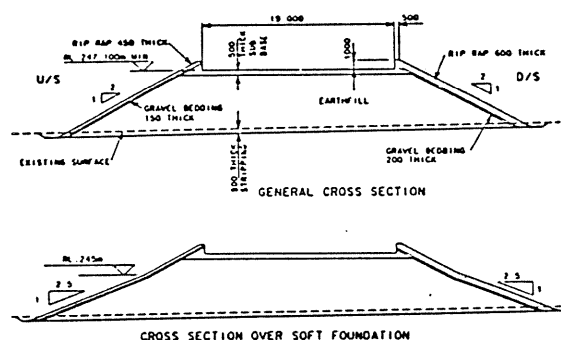 19.000
500
RIP RAP 450 THICK
500 THICK SUB BASE
1000
RIP RAP 600 THICK
RL 247.100m MIN
U/S
D/S
2
1
2
1
GRAVEL BEDDING
150 THICK
EARTHFILL
EXISTING SURFACE
THICK STRIPPING
GRAVEL BEDDING
200 THICK
GENERAL CROSS SECTION
RL.245m
2.5
1
2.5
1
CROSS SECTION OVER SOFT FOUNDATION